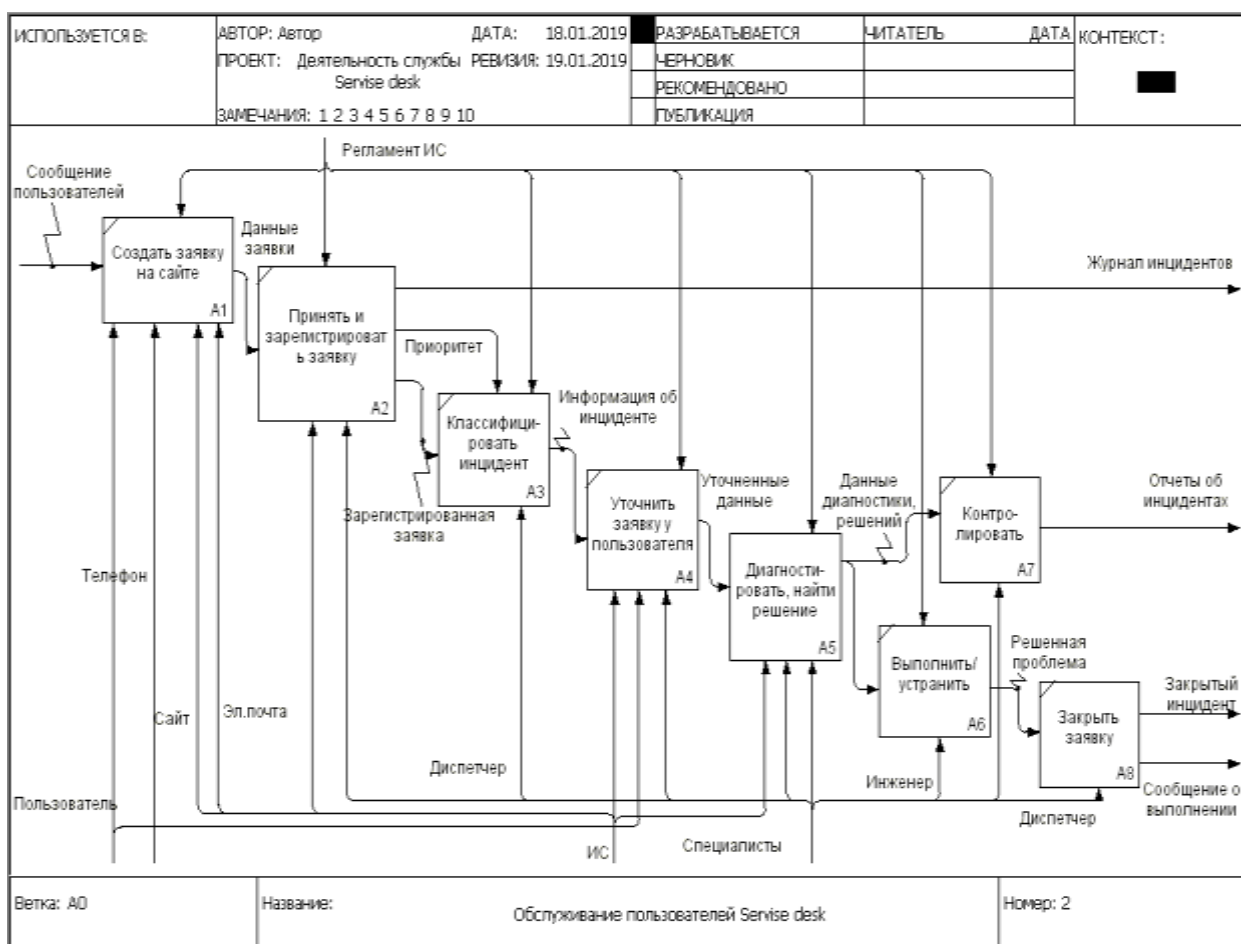 ИСПОЛЬЗУЕТСЯ В:
АВТОР: Автор
ДАТА: 18.01.2019
ПРОЕКТ: Деятельность службы
Servise desk
РЕВИЗИЯ: 19.01.2019
ЗАМЕЧАНИЯ: 1 2 3 4 5 6 7 8 9 10
РАЗРАБАТЫВАЕТСЯ
ЧЕРНОВИК
РЕКОМЕНДОВАНО
ПУБЛИКАЦИЯ
ЧИТАТЕЛЬ
ДАТА
КОНТЕКСТ:
Регламент ИС
Сообщение
пользователей
Создать заявку
на сайте
A1
Данные
заявки
Принять и
зарегистрироват
ь заявку
A2
Журнал инцидентов
Приоритет
Классифици-
ровать
инцидент
A3
Информация об
инциденте
Зарегистрированная
заявка
Уточнить
заявку у
пользователя
A4
Уточненные
данные
Диагности-
ровать, найти
решение
A5
Данные
диагностики,
решений
Контро-
лировать
A7
Отчеты об
инцидентах
Выполнить/
устранить
A6
Решенная
проблема
Закрыть
заявку
A8
Закрытый
инцидент
Сообщение о
выполнении
Телефон
Сайт
Эл.почта
Диспетчер
Пользователь
Инженер
Диспетчер
ИС
Специалисты
Ветка: A0
Название:
Обслуживание пользователей Servise desk
Номер: 2